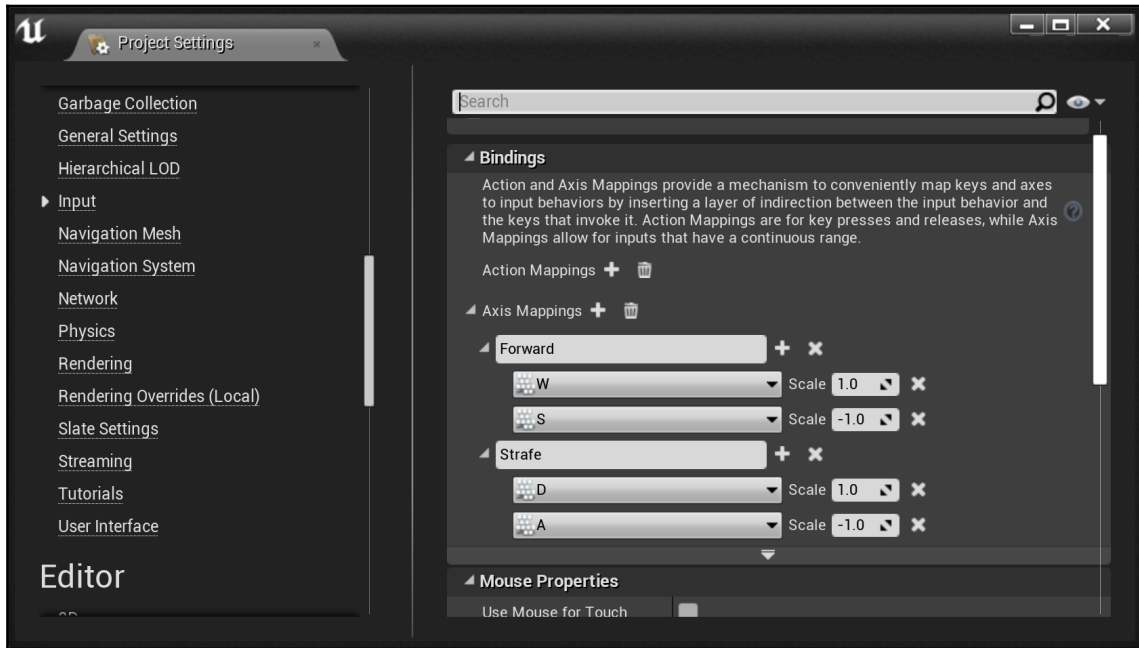 Project Settings
Garbage Collection
General Settings
Hierarchical LOD
Input
Navigation Mesh
Navigation System
Network
Physics
Rendering
Rendering Overrides (Local)
Slate Settings
Streaming
Tutorials
User Interface
Editor
Search
Bindings
Action and Axis Mappings provide a mechanism to conveniently map keys and axes
to input behaviors by inserting a layer of indirection between the input behavior and
the keys that invoke it. Action Mappings are for key presses and releases, while Axis
Mappings allow for inputs that have a continuous range.
Action Mappings
Axis Mappings
Forward
W Scale 1.0
S Scale -1.0
Strafe
D Scale 1.0
A Scale -1.0
Mouse Properties
Use Mouse for Touch